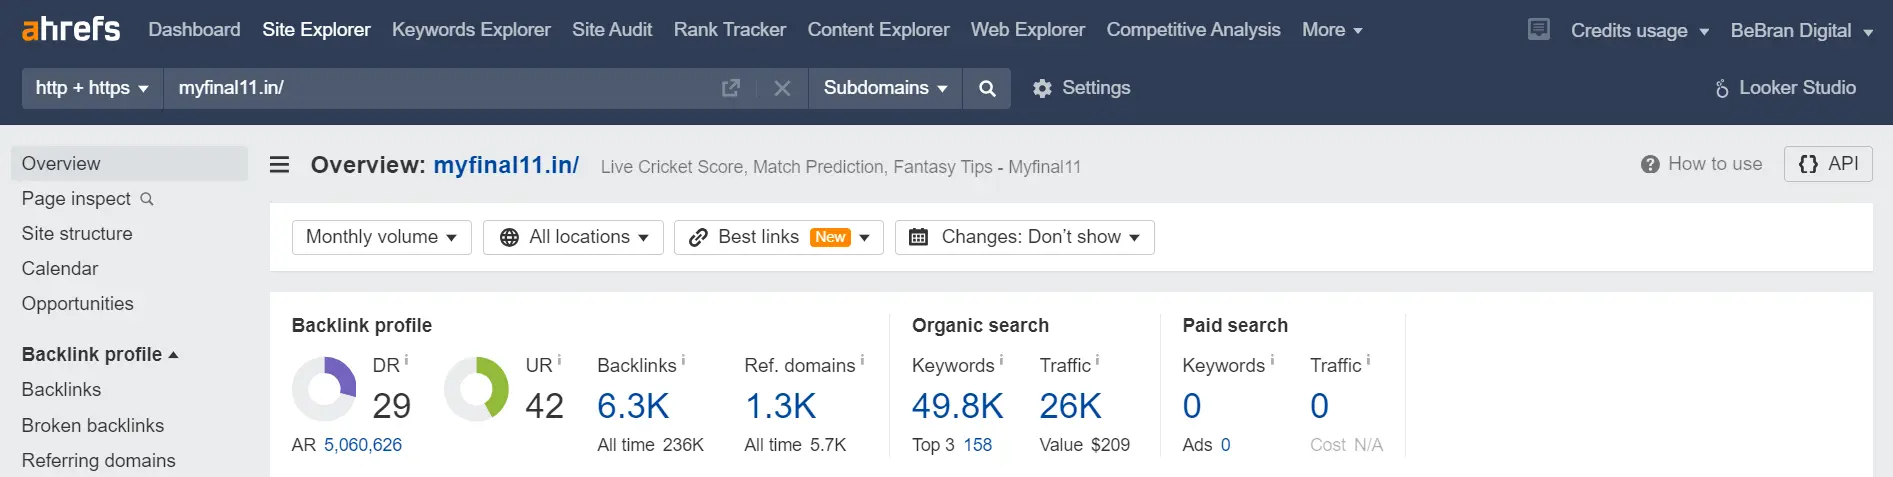 ahrefs Dashboard Site Explorer Keywords Explorer Site Audit Rank Tracker Content Explorer Web Explorer Competitive Analysis More Credits usage BeBran Digital
http + https myfinal11.in/ Subdomains Settings Looker Studio
Overview
Page inspect
Site structure
Calendar
Opportunities
Backlink profile
Backlinks
Broken backlinks
Referring domains
Overview: myfinal11.in/ Live Cricket Score, Match Prediction, Fantasy Tips - Myfinal11 How to use API
Monthly volume All locations Best links New Changes: Don't show
Backlink profile
DR i UR i Backlinks i Ref. domains i
29 42 6.3K 1.3K
AR 5,060,626 All time 236K All time 5.7K
Organic search
Keywords i Traffic i
49.8K 26K
Top 3 158 Value $209
Paid search
Keywords i Traffic i
0 0
Ads 0 Cost N/A